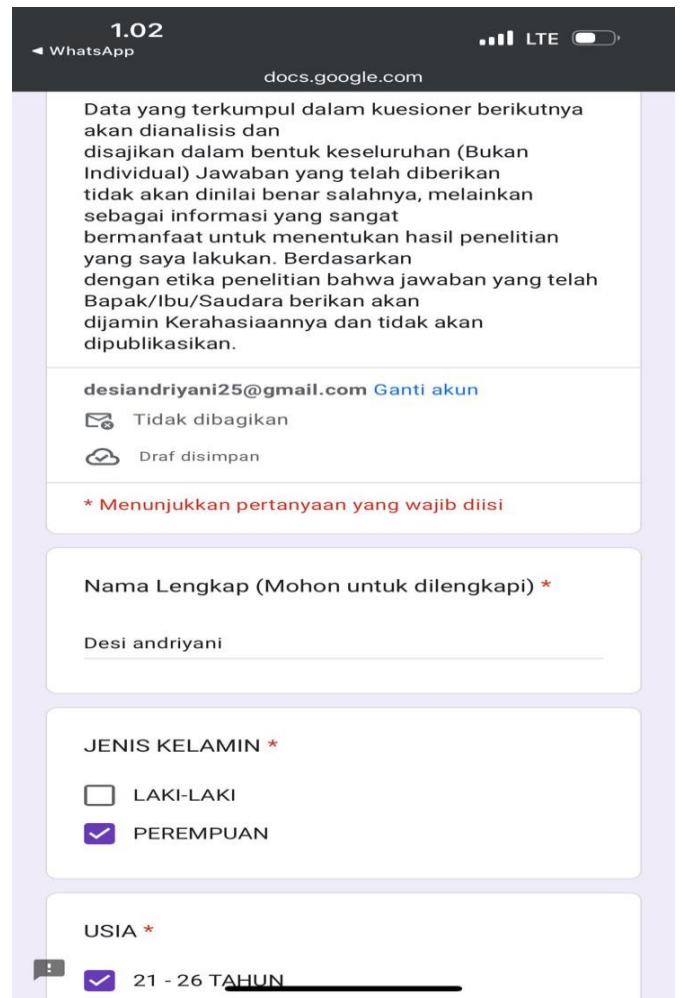 1.02
LTE
◄ WhatsApp
docs.google.com
Data yang terkumpul dalam kuesioner berikutnya
akan dianalisis dan
disajikan dalam bentuk keseluruhan (Bukan
Individual) Jawaban yang telah diberikan
tidak akan dinilai benar salahnya, melainkan
sebagai informasi yang sangat
bermanfaat untuk menentukan hasil penelitian
yang saya lakukan. Berdasarkan
dengan etika penelitian bahwa jawaban yang telah
Bapak/Ibu/Saudara berikan akan
dijamin Kerahasiaannya dan tidak akan
dipublikasikan.
desiandriyani25@gmail.com Ganti akun
Tidak dibagikan
Draf disimpan
* Menunjukkan pertanyaan yang wajib diisi
Nama Lengkap (Mohon untuk dilengkapi) *
Desi andriyani
JENIS KELAMIN *
LAKI-LAKI
PEREMPUAN
USIA *
21 - 26 TAHUN